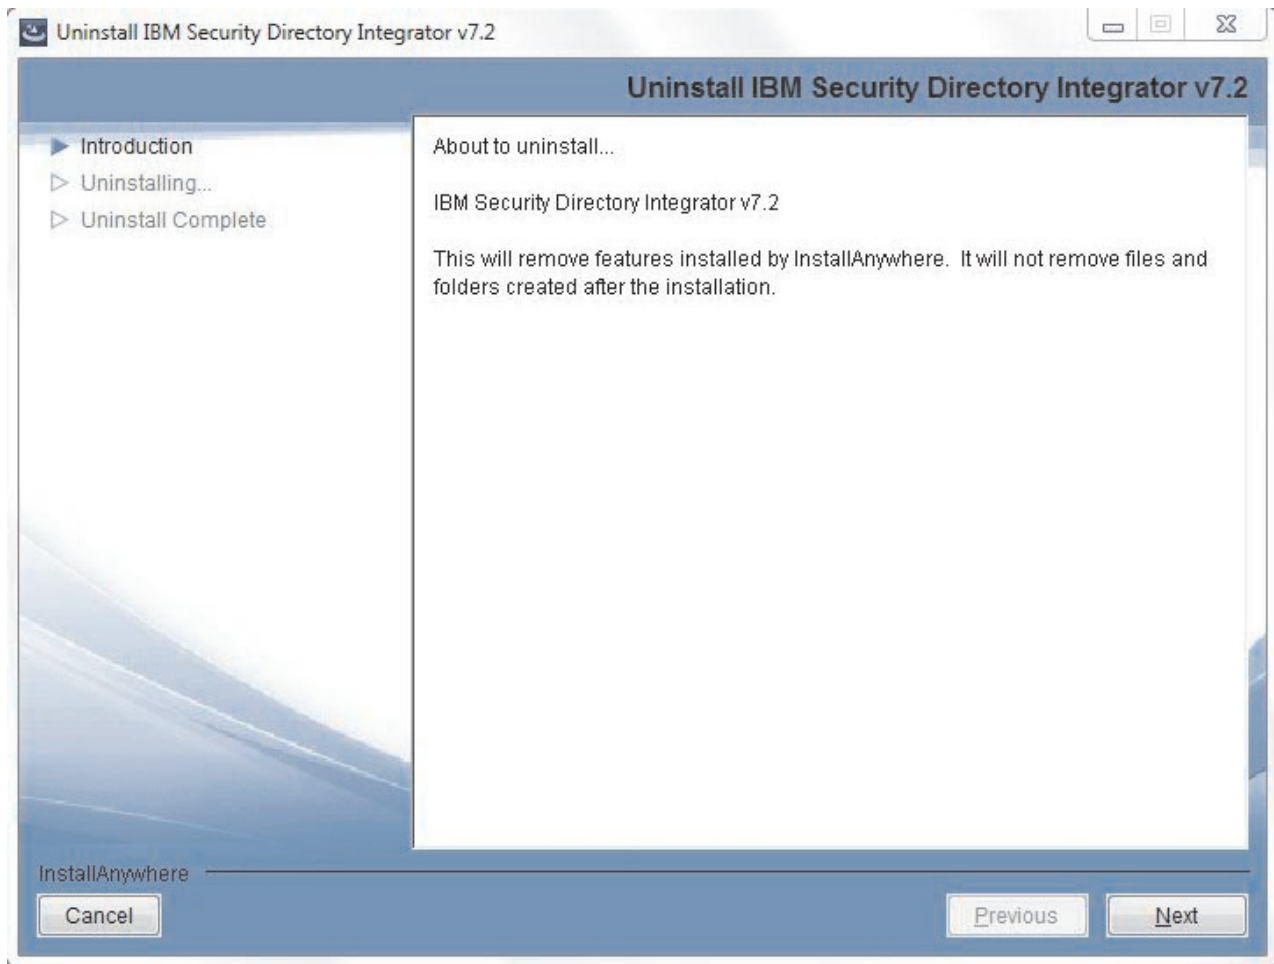 Uninstall IBM Security Directory Integrator v7.2
Uninstall IBM Security Directory Integrator v7.2
Introduction
Uninstalling...
Uninstall Complete
About to uninstall...
IBM Security Directory Integrator v7.2
This will remove features installed by InstallAnywhere. It will not remove files and
folders created after the installation.
InstallAnywhere
Cancel
Previous
Next